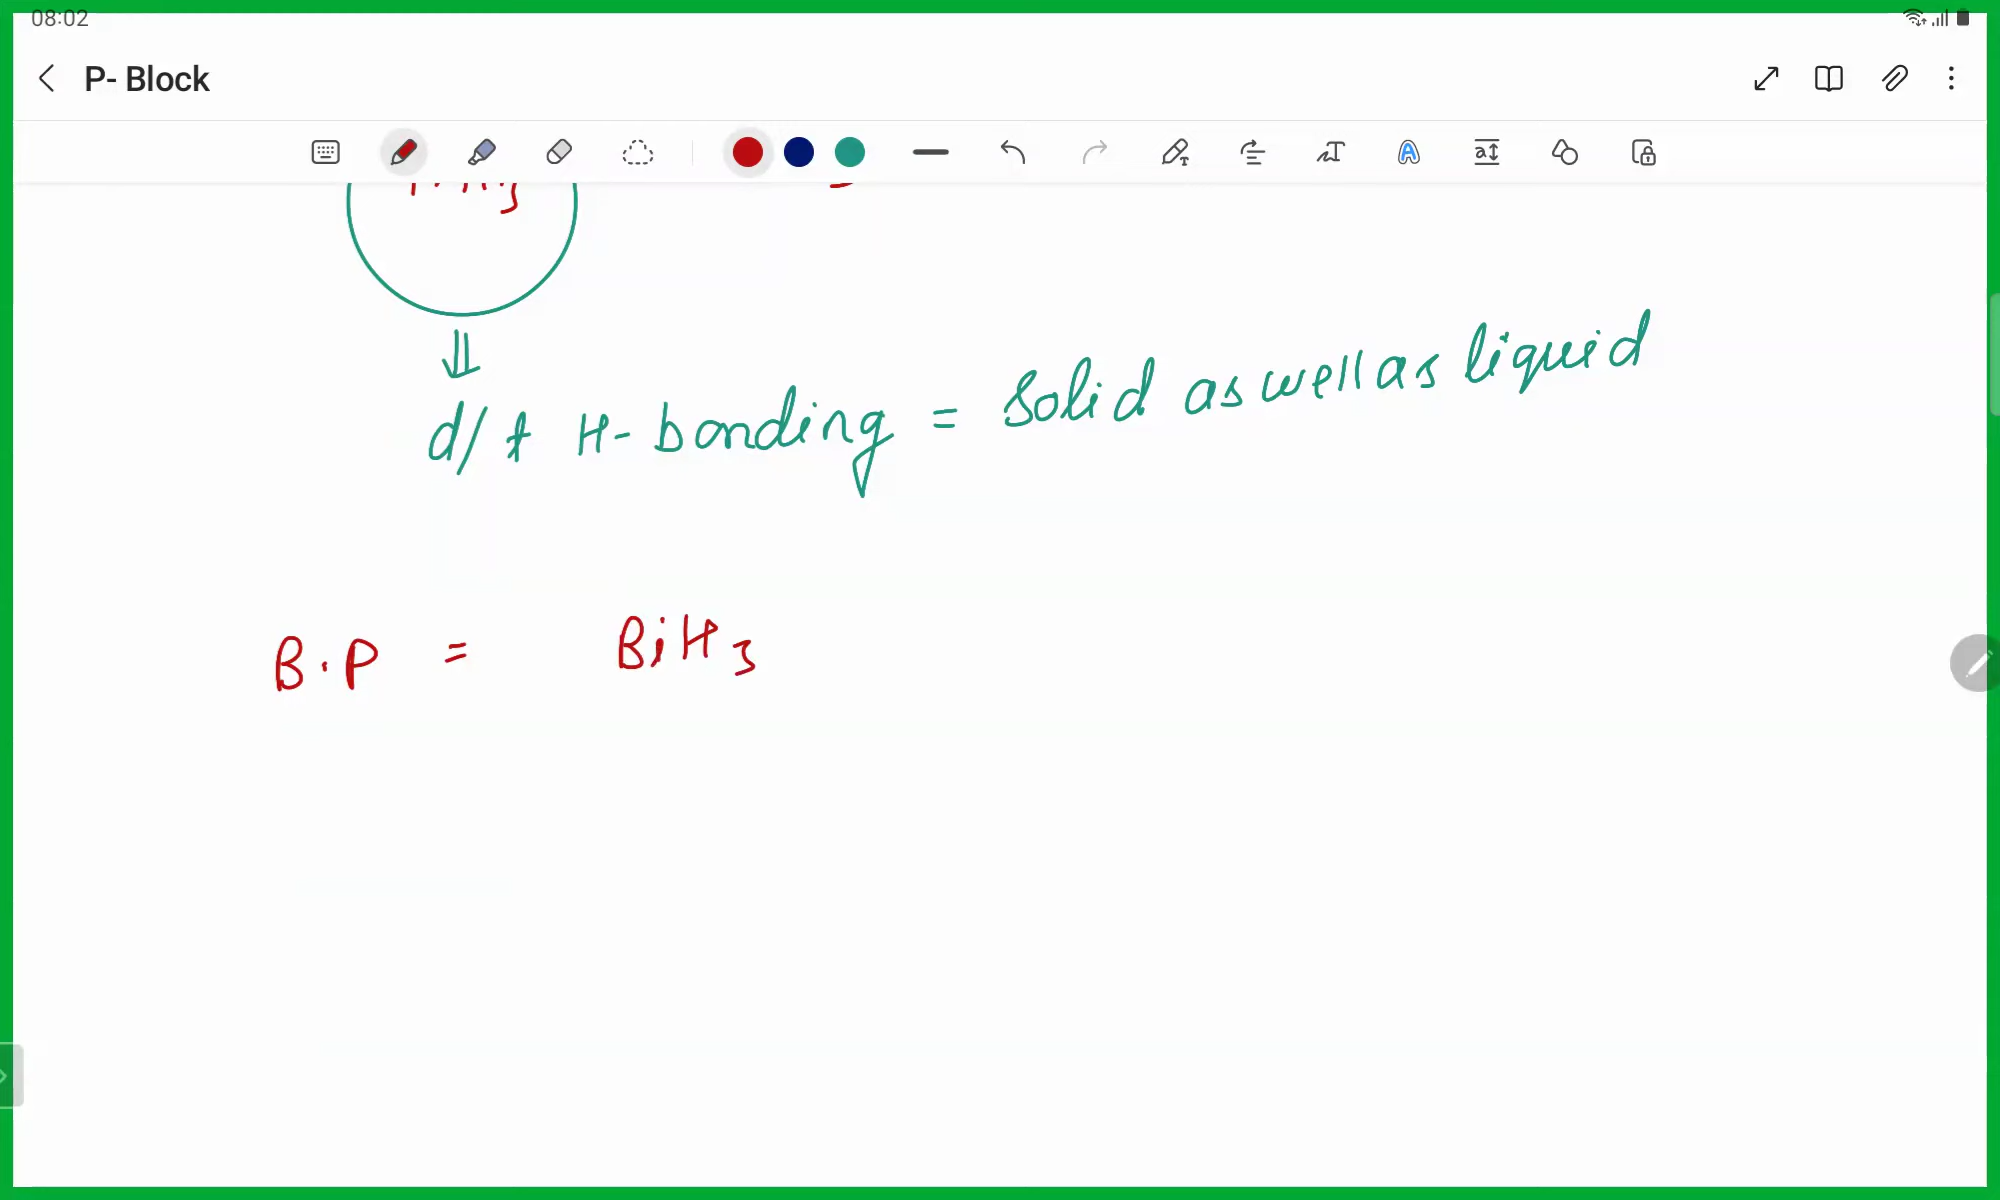 08:02
P- Block
d/t H-bonding = Solid as well as liquid
B.P = BiH3